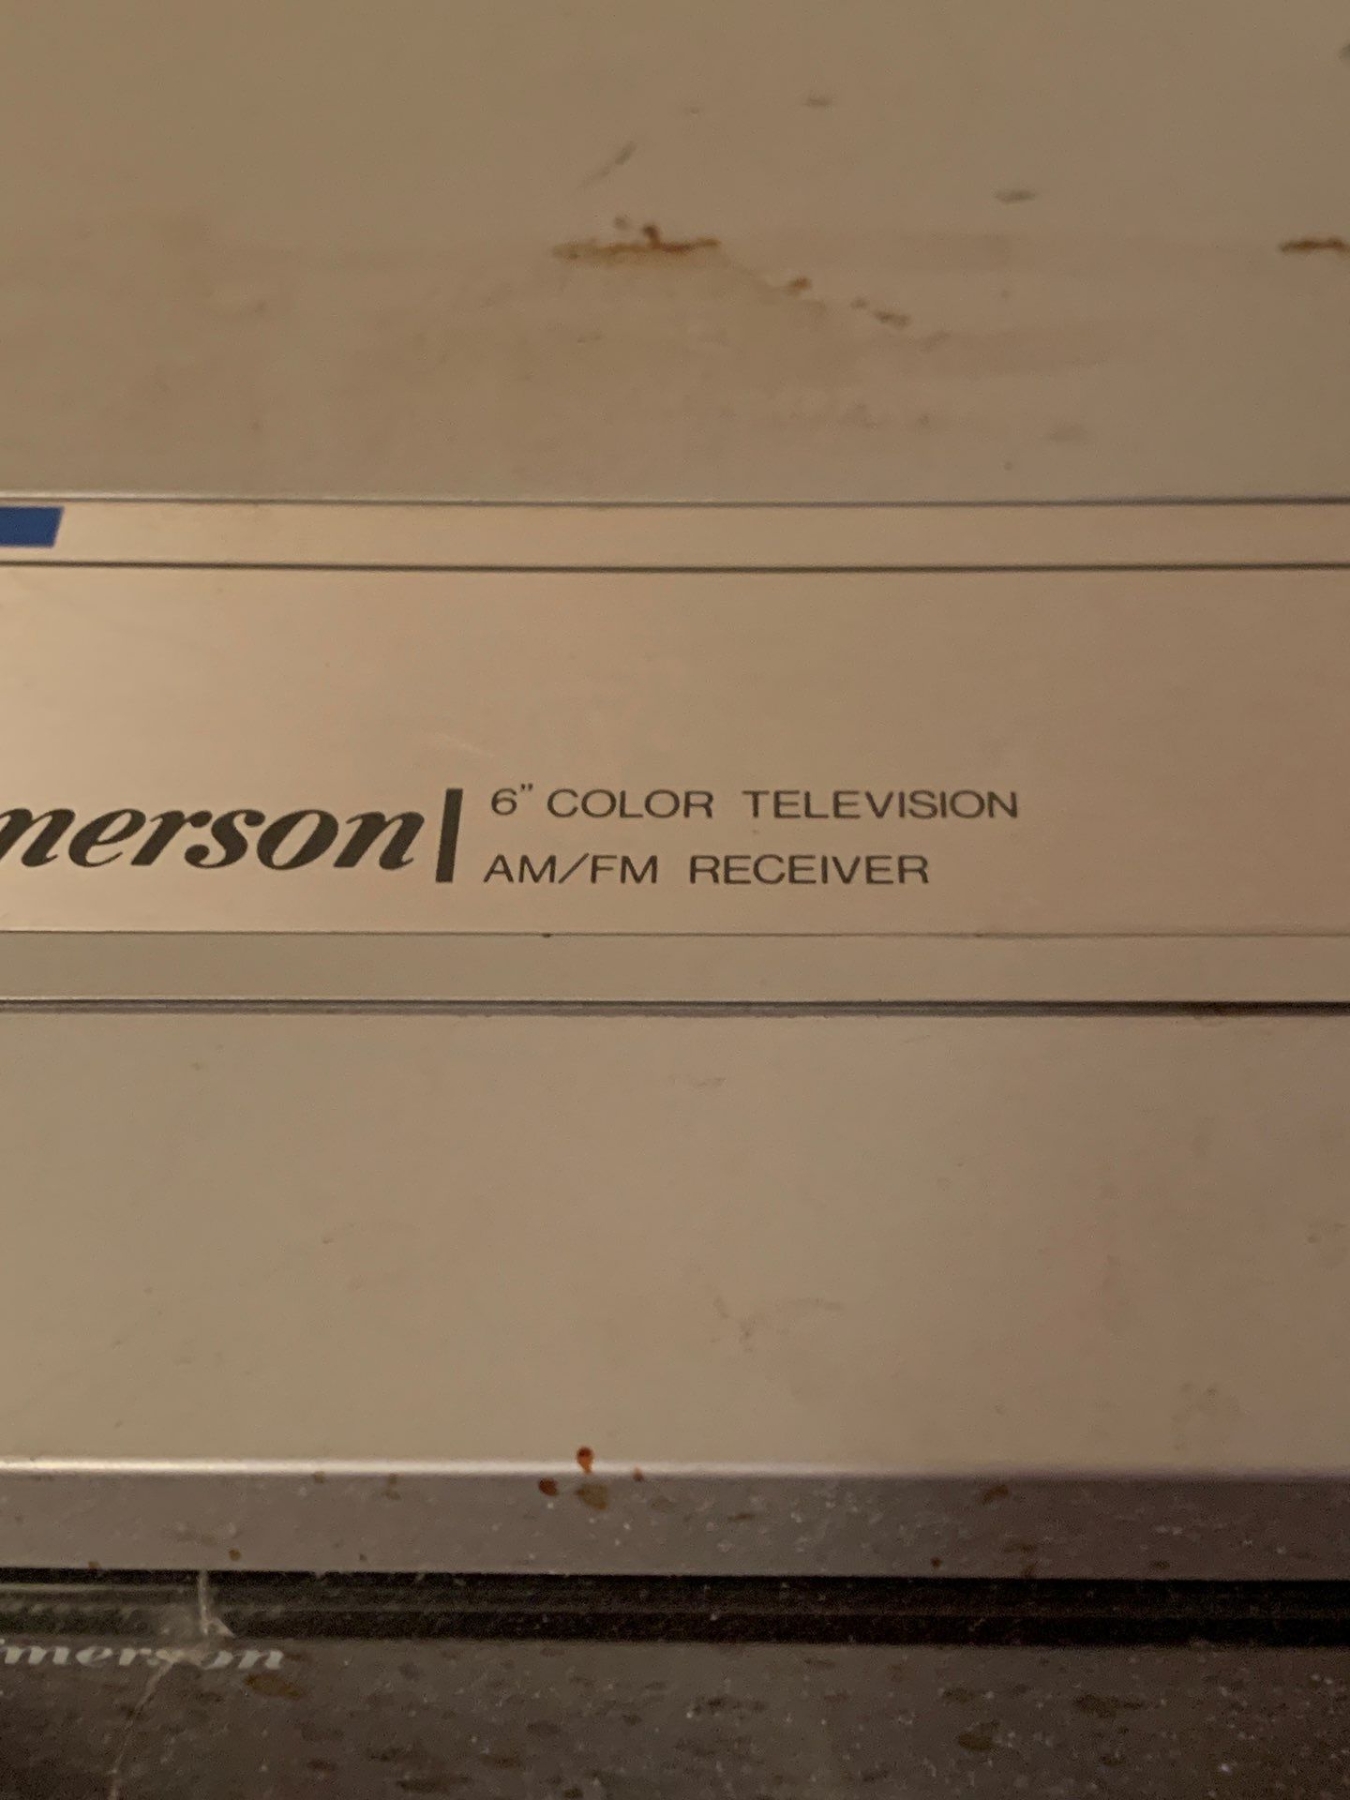 merson
6" COLOR TELEVISION
AM/FM RECEIVER
merson